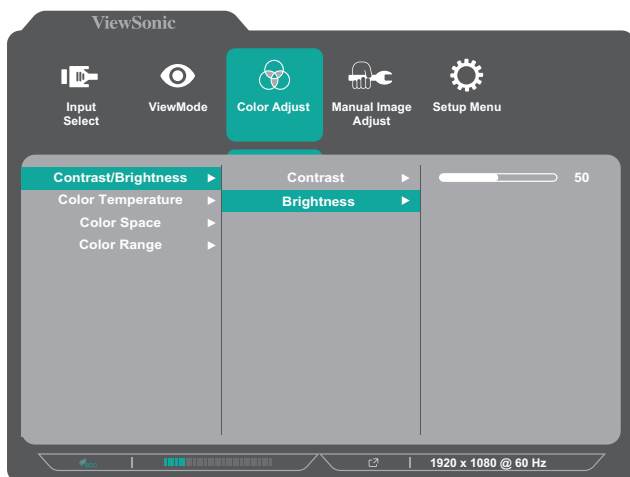 ViewSonic
Input
Select
ViewMode
Color Adjust
Manual Image
Adjust
Setup Menu
Contrast/Brightness
Contrast
50
Color Temperature
Brightness
Color Space
Color Range
eco
1920 x 1080 @ 60 Hz